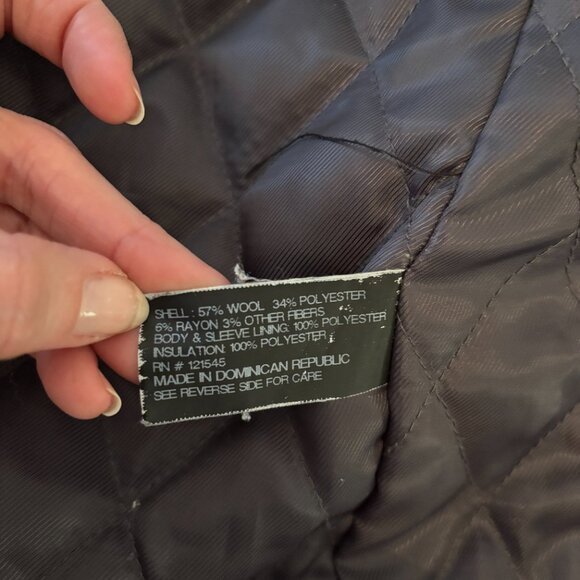 SHELL : 57% WOOL 34% POLYESTER
6% RAYON 3% OTHER FIBERS
BODY & SLEEVE LINING: 100% POLYESTER
INSULATION: 100% POLYESTER
RN # 121545
MADE IN DOMINICAN REPUBLIC
SEE REVERSE SIDE FOR CARE